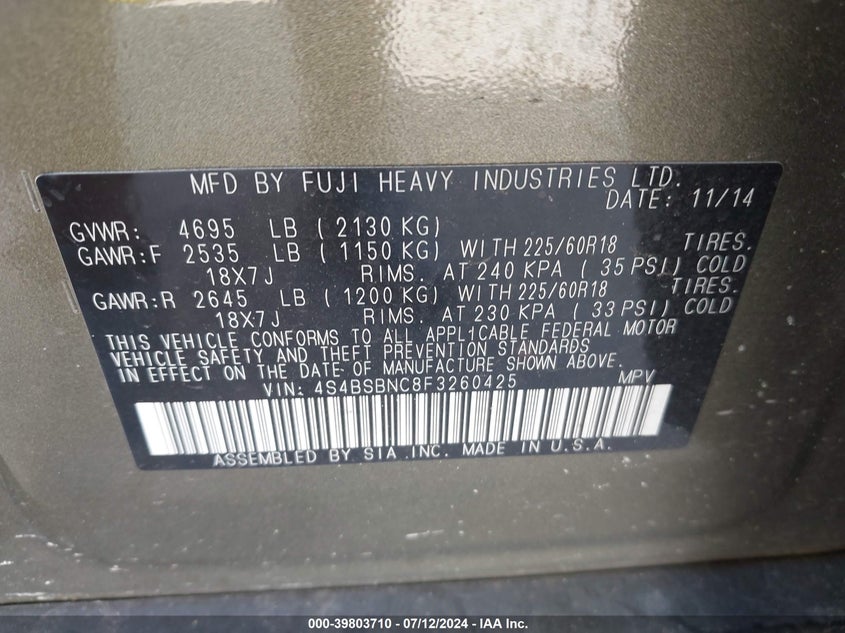 MFD BY FUJI HEAVY INDUSTRIES LTD.
DATE: 11/14
GVWR: 4695 LB ( 2130 KG)
GAWR:F 2535 LB ( 1150 KG) WITH 225/60R18 TIRES.
18X7J RIMS. AT 240 KPA ( 35 PSI) COLD
GAWR:R 2645 LB ( 1200 KG) WITH 225/60R18 TIRES.
18X7J RIMS. AT 230 KPA ( 33 PSI) COLD
THIS VEHICLE CONFORMS TO ALL APPLICABLE FEDERAL MOTOR
VEHICLE SAFETY AND THEFT PREVENTION STANDARDS
IN EFFECT ON THE DATE OF MANUFACTURE SHOWN ABOVE.
VIN: 4S4BSBNC8F3260425 MPV
ASSEMBLED BY SIA INC. MADE IN U.S.A.
000-39803710 - 07/12/2024 - IAA Inc.